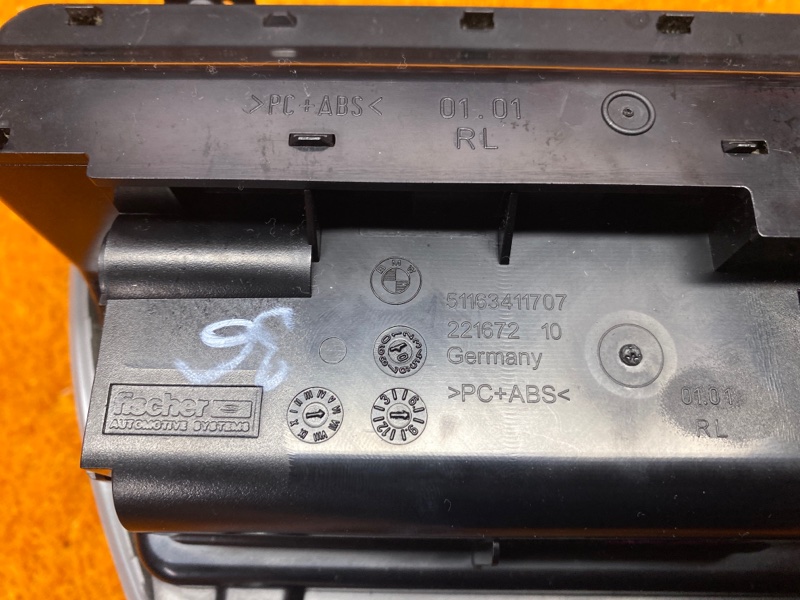 >PC+ABS<
01.01
RL
BMW
51163411707
221672 10
Germany
>PC+ABS<
fischer
AUTOMOTIVE SYSTEMS
01.01
RL